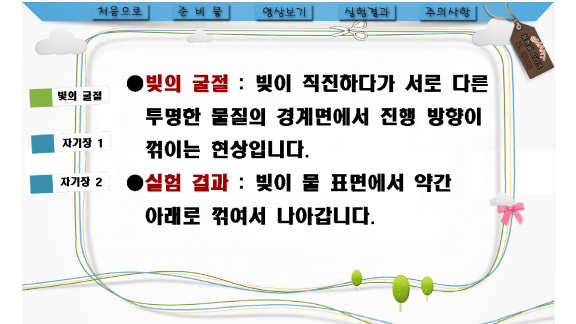 처음으로
준 비 물
영상보기
실험결과
주의사항
빛의 굴절
자기장 1
자기장 2
●빛의 굴절 : 빛이 직진하다가 서로 다른
투명한 물질의 경계면에서 진행 방향이
꺾이는 현상입니다.
●실험 결과 : 빛이 물 표면에서 약간
아래로 꺾여서 나아갑니다.